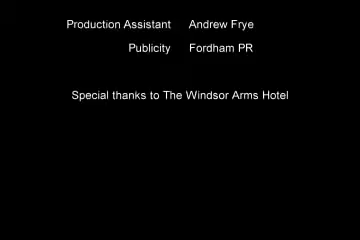 Production Assistant Andrew Frye
Publicity Fordham PR
Special thanks to The Windsor Arms Hotel